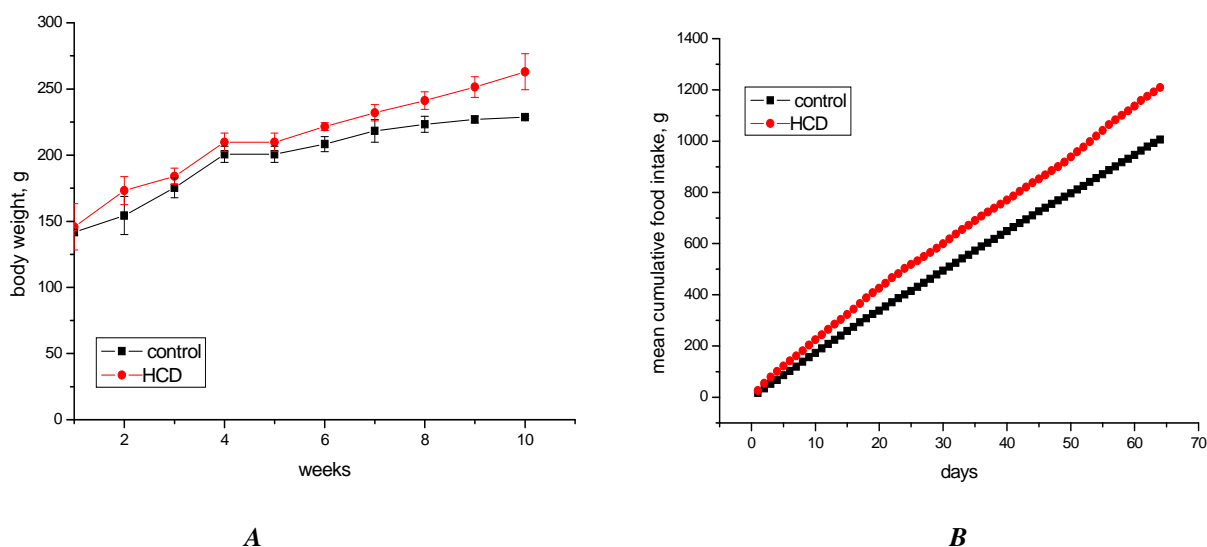 300
250
200
150
100
50
0
body weight, g
control
HCD
2
4
6
8
10
weeks
A
1400
1200
1000
800
600
400
200
0
mean cumulative food intake, g
control
HCD
0
10
20
30
40
50
60
70
days
B